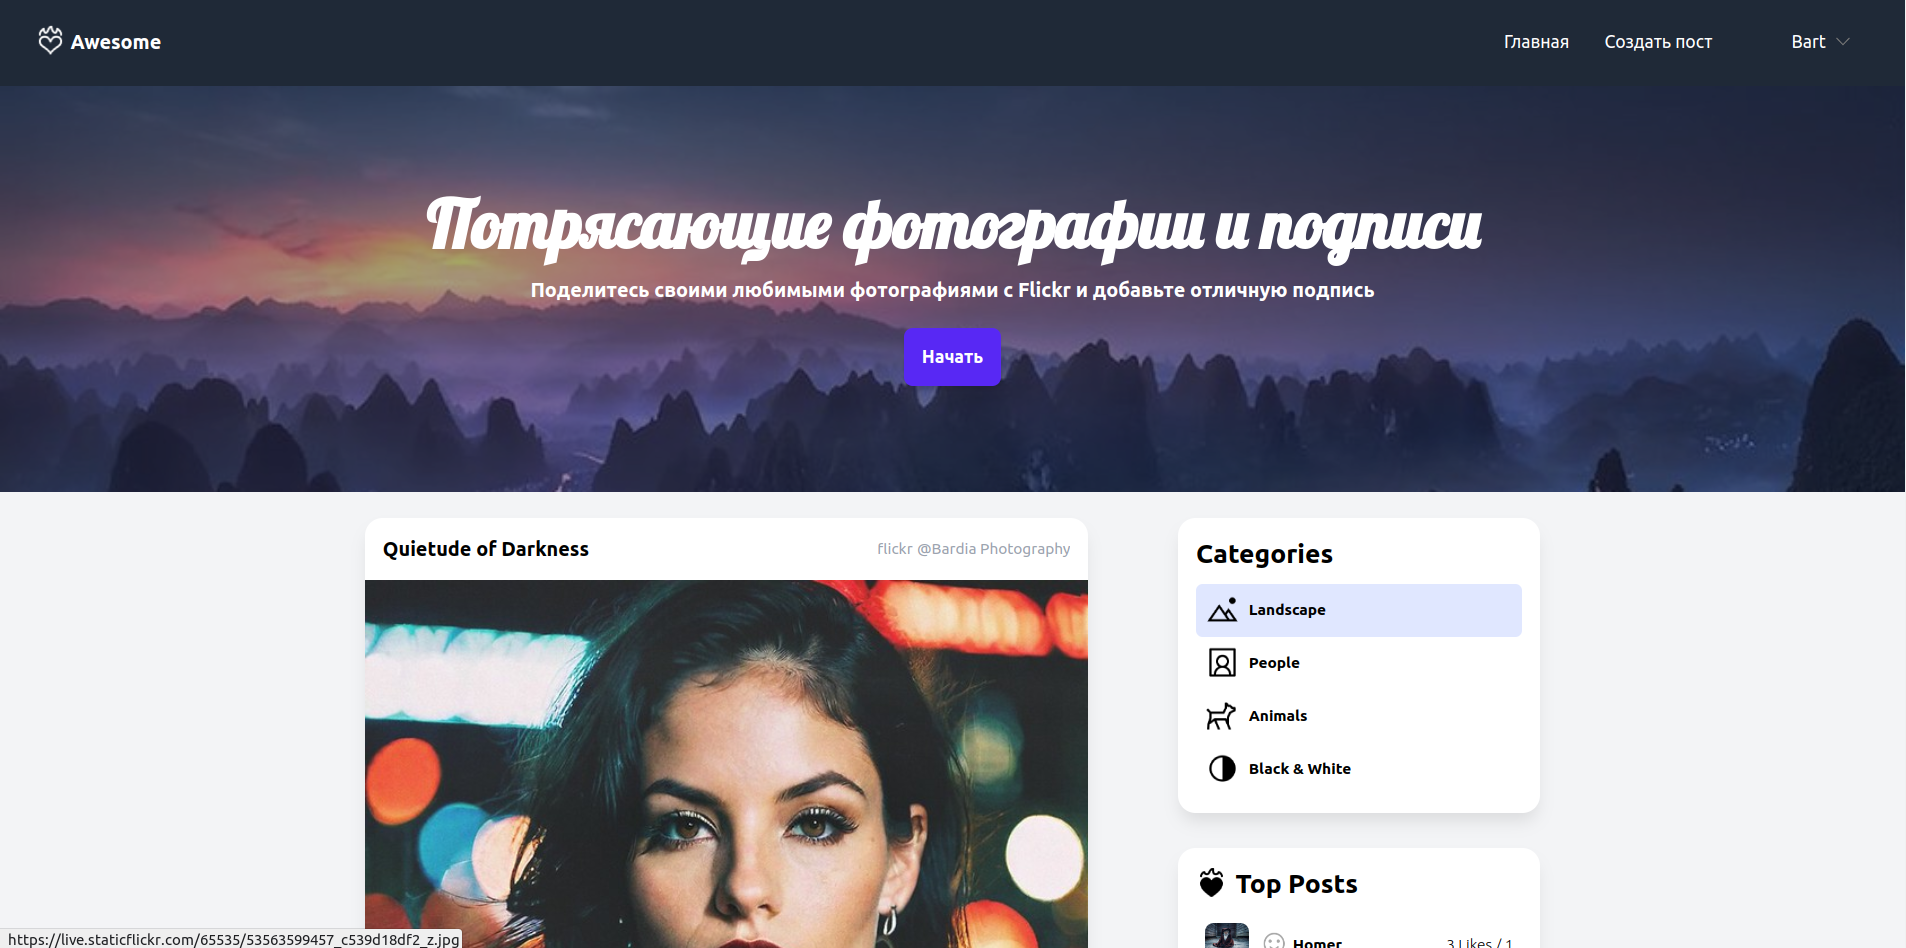 Awesome
Главная
Создать пост
Bart
Потрясающие фотографии и подписи
Поделитесь своими любимыми фотографиями с Flickr и добавьте отличную подпись
Начать
Quietude of Darkness
flickr @Bardia Photography
Categories
Landscape
People
Animals
Black & White
Top Posts
Homer
3 Likes / 1
https://live.staticflickr.com/65535/53563599457_c539d18df2_z.jpg